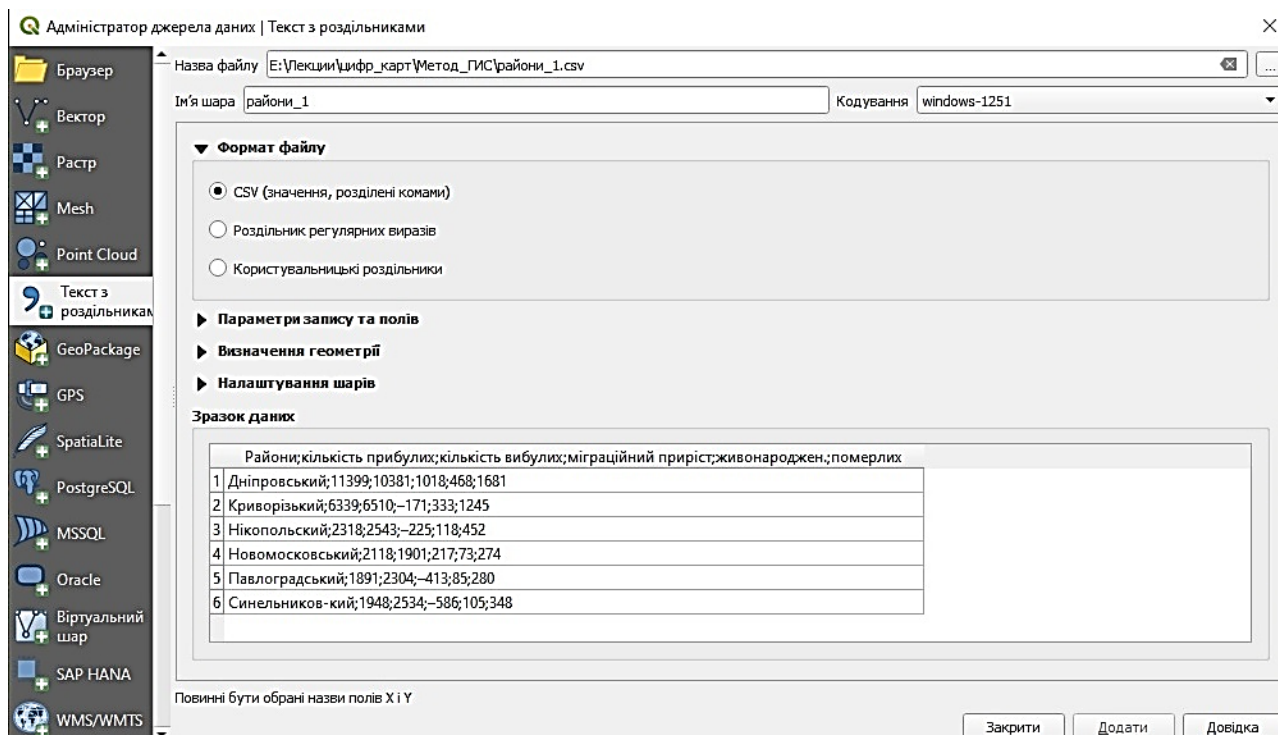 Адміністратор джерела даних | Текст з роздільниками
Браузер
Вектор
Растр
Mesh
Point Cloud
Текст з
роздільникам
GeoPackage
GPS
SpatiaLite
PostgreSQL
MSSQL
Oracle
Віртуальний
шар
SAP HANA
WMS/WMTS
Назва файлу E:\Лекции\цифр_карт\Метод_ГИС\райони_1.csv ...
Ім'я шара райони_1 Кодування windows-1251
Формат файлу
CSV (значення, розділені комами)
Роздільник регулярних виразів
Користувальницькі роздільники
Параметри запису та полів
Визначення геометрії
Налаштування шарів
Зразок даних
Райони;кількість прибулих;кількість вибулих;міграційний приріст;живонароджен.;померлих
1 Дніпровський;11399;10381;1018;468;1681
2 Криворізький;6339;6510;–171;333;1245
3 Нікопольский;2318;2543;–225;118;452
4 Новомосковський;2118;1901;217;73;274
5 Павлоградський;1891;2304;–413;85;280
6 Синельников-кий;1948;2534;–586;105;348
Повинні бути обрані назви полів X і Y
Закрити Додати Довідка